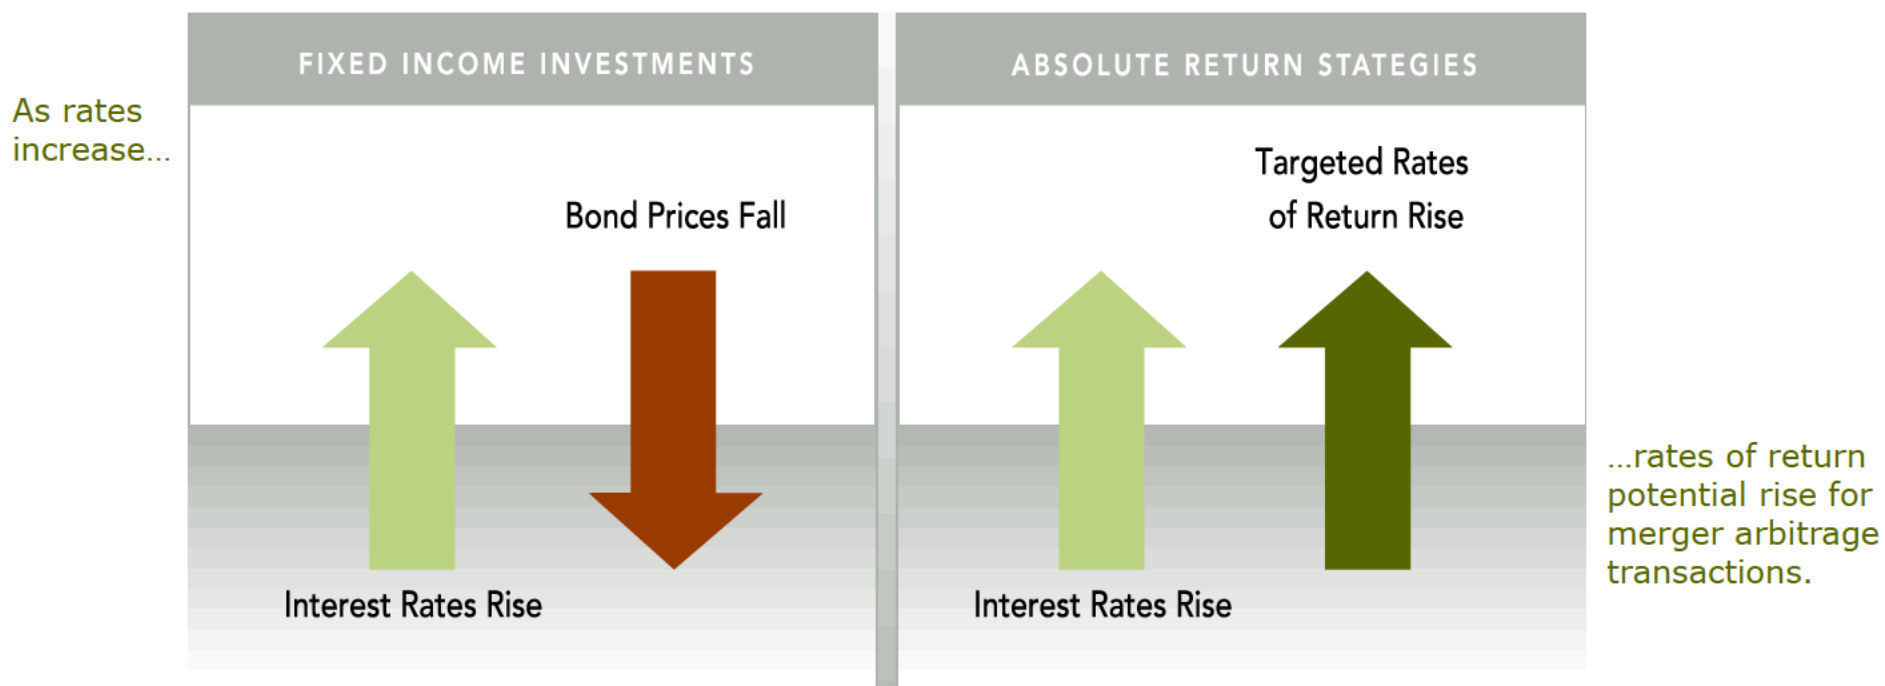 FIXED INCOME INVESTMENTS
ABSOLUTE RETURN STATEGIES
As rates
increase...
Bond Prices Fall
Targeted Rates
of Return Rise
Interest Rates Rise
Interest Rates Rise
...rates of return
potential rise for
merger arbitrage
transactions.